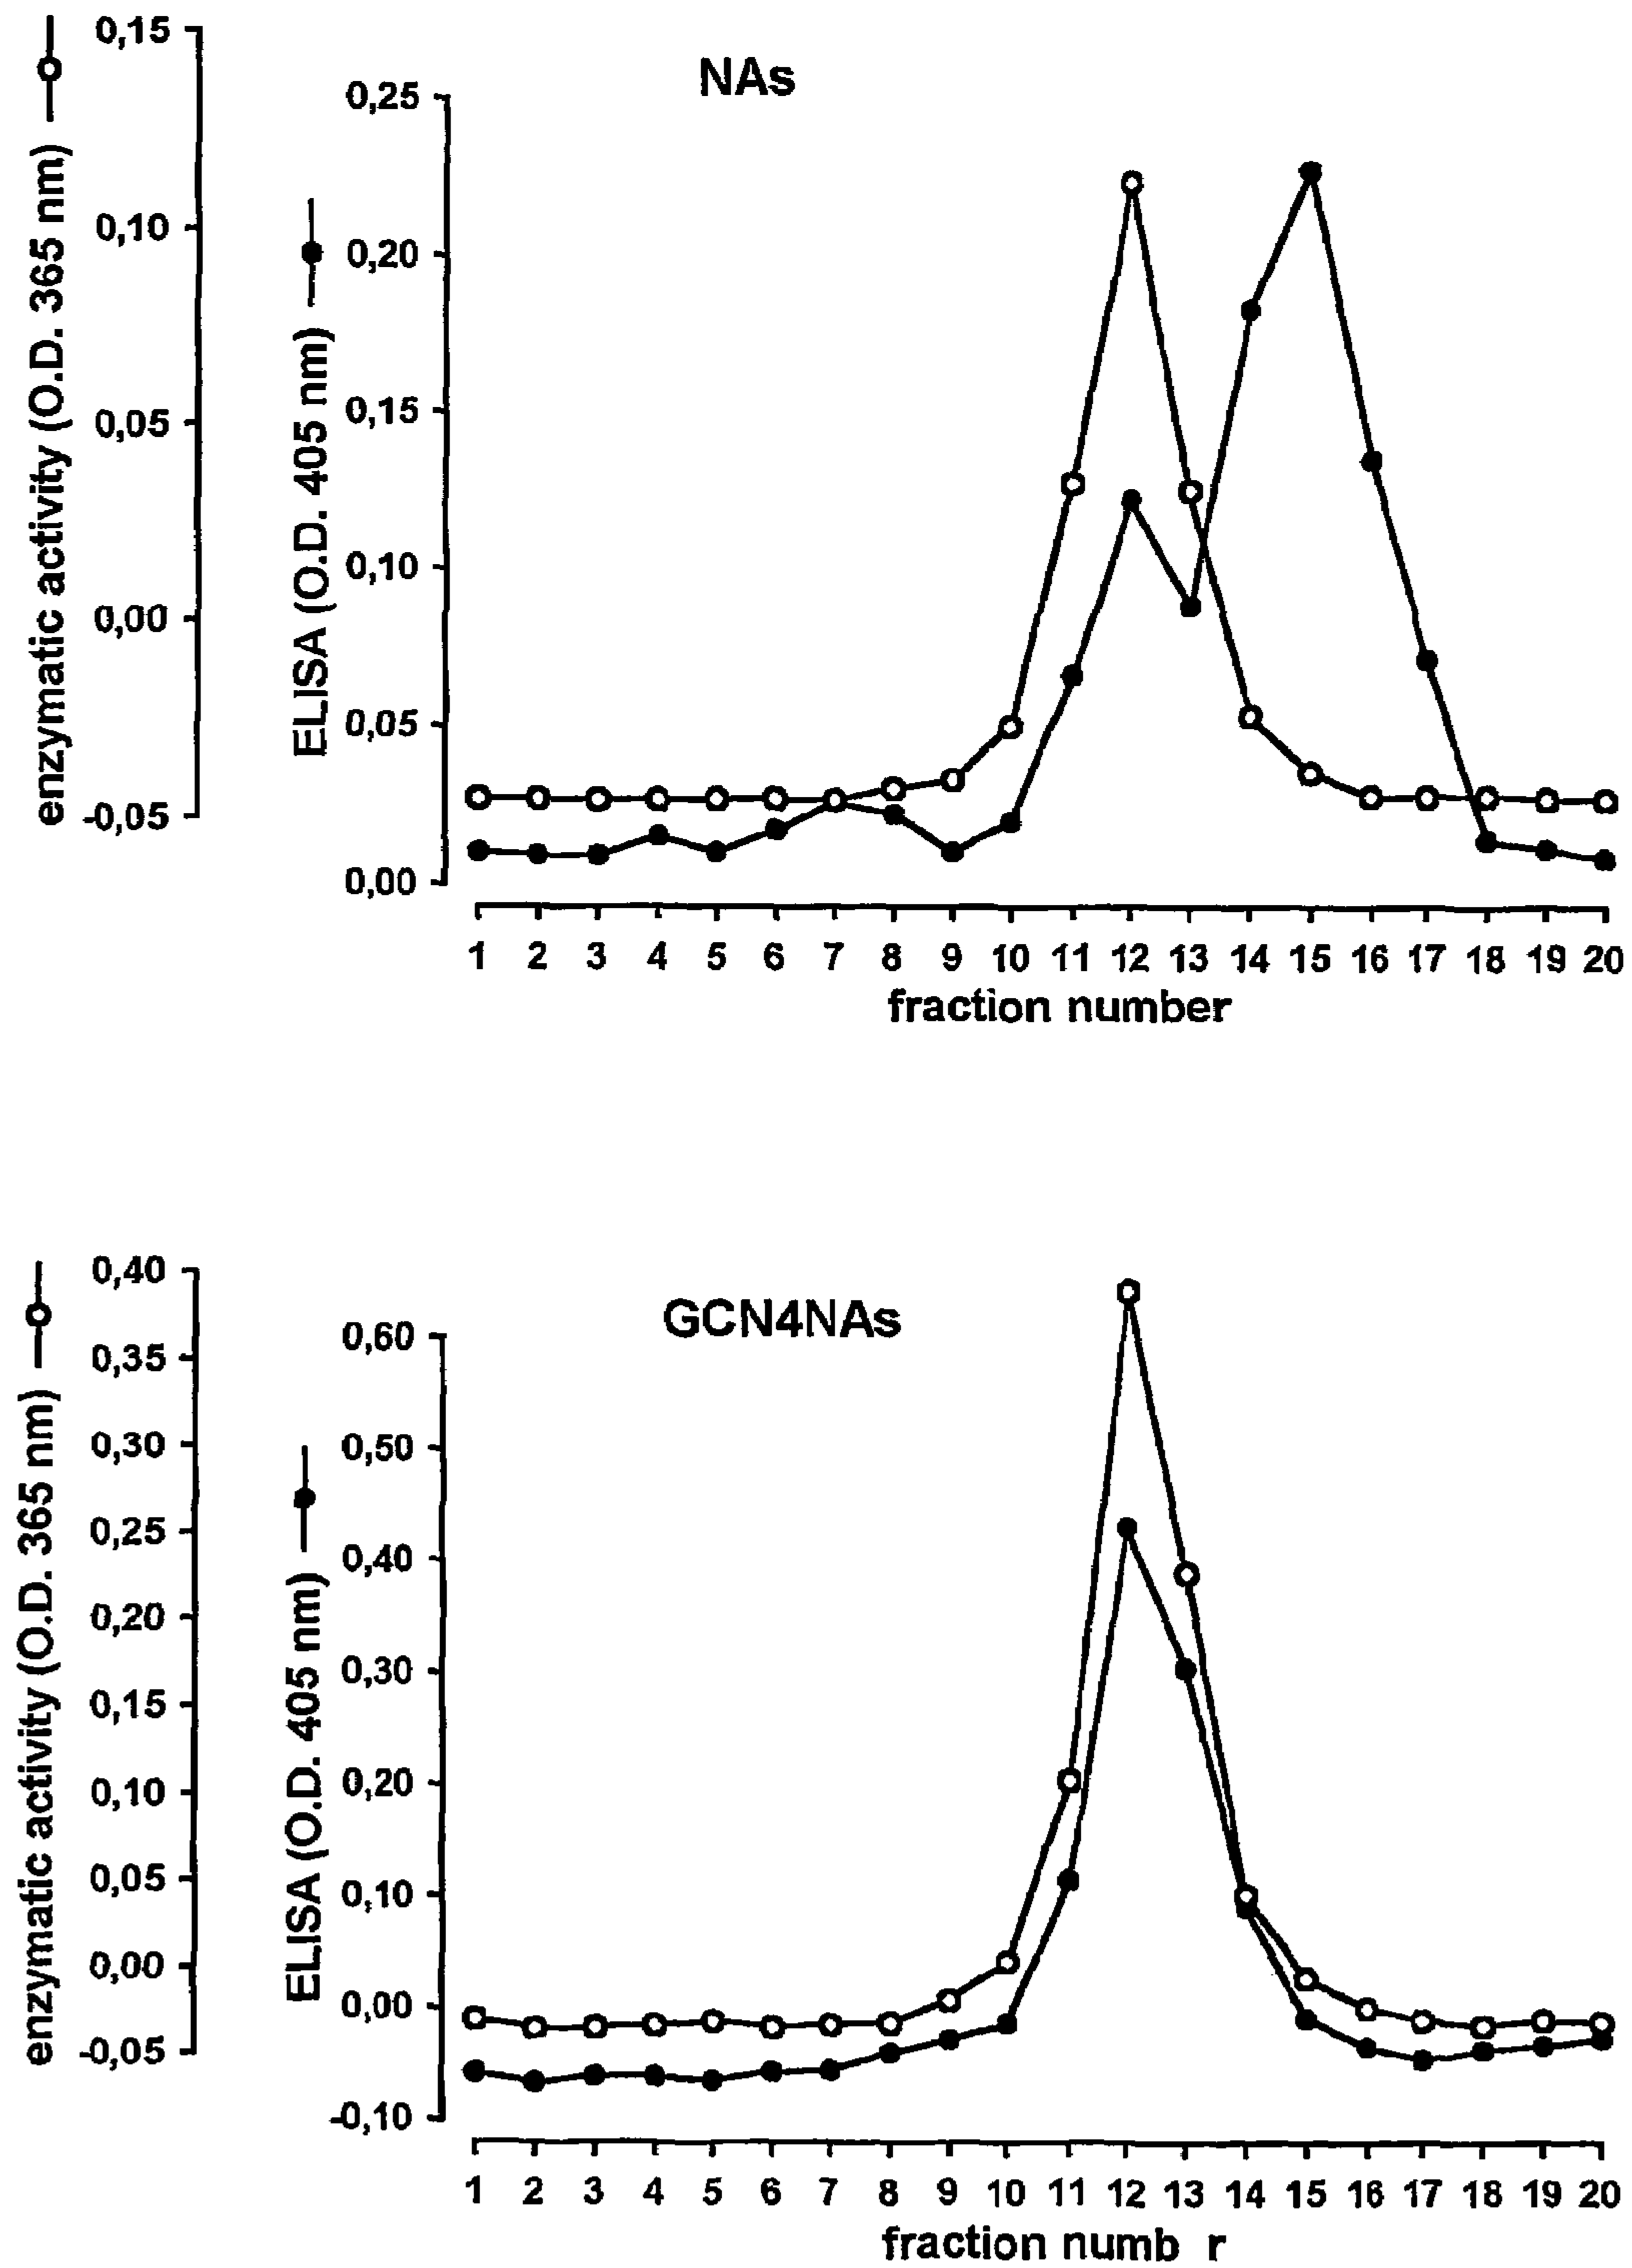 NAs
enzymatic activity (O.D. 365 nm)
0,15
0,10
0,05
0,00
-0,05
ELISA (O.D. 405 nm)
0,25
0,20
0,15
0,10
0,05
0,00
1 2 3 4 5 6 7 8 9 10 11 12 13 14 15 16 17 18 19 20
fraction number
GCN4NAs
enzymatic activity (O.D. 365 nm)
0,40
0,35
0,30
0,25
0,20
0,15
0,10
0,05
0,00
-0,05
ELISA (O.D. 405 nm)
0,60
0,50
0,40
0,30
0,20
0,10
0,00
-0,10
1 2 3 4 5 6 7 8 9 10 11 12 13 14 15 16 17 18 19 20
fraction numb r